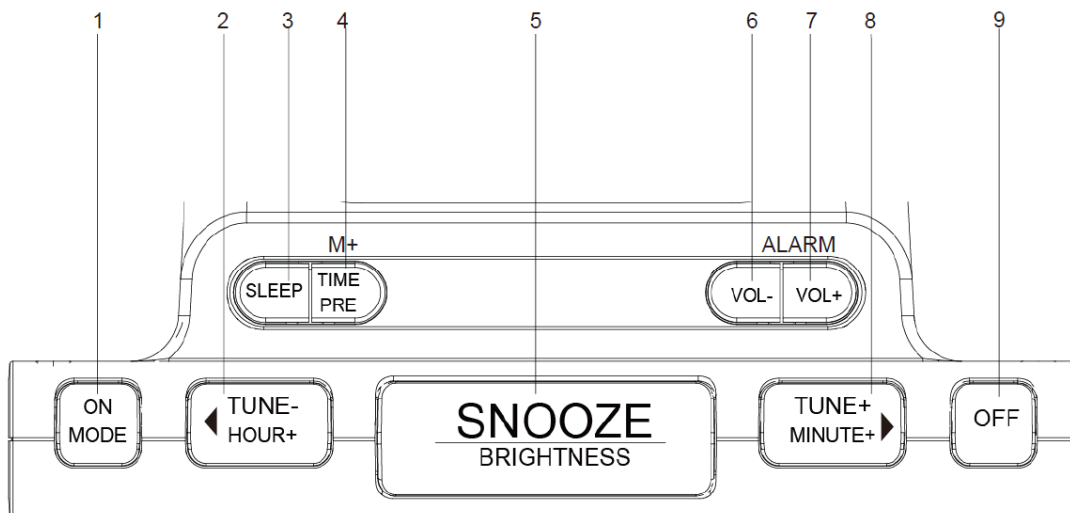 1 2 3 4 5 6 7 8 9
M+ ALARM
SLEEP
TIME
PRE
VOL-
VOL+
ON
MODE
TUNE-
HOUR+
SNOOZE
BRIGHTNESS
TUNE+
MINUTE+
OFF